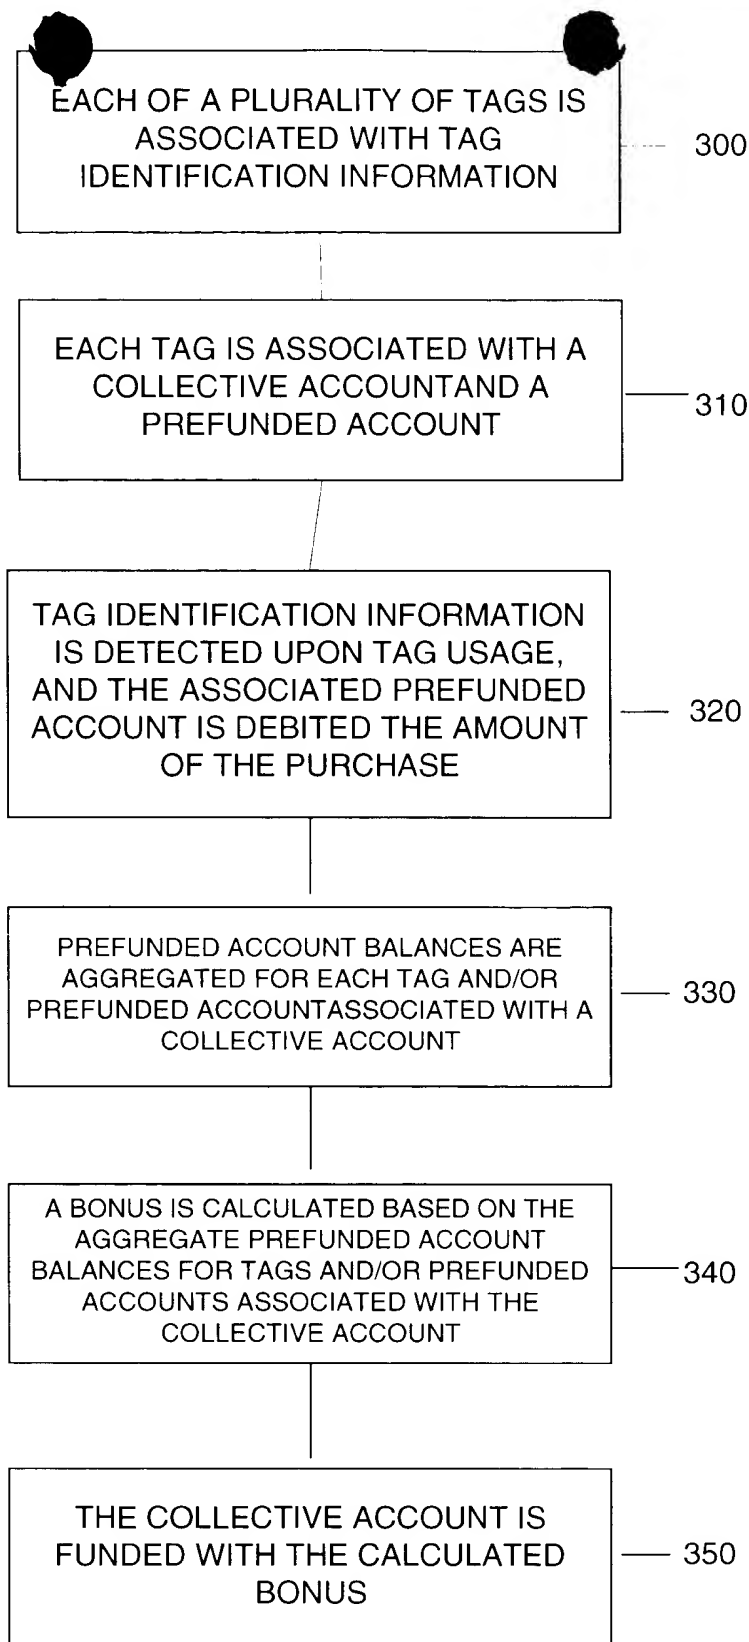 EACH OF A PLURALITY OF TAGS IS
ASSOCIATED WITH TAG
IDENTIFICATION INFORMATION
300
EACH TAG IS ASSOCIATED WITH A
COLLECTIVE ACCOUNTAND A
PREFUNDED ACCOUNT
310
TAG IDENTIFICATION INFORMATION
IS DETECTED UPON TAG USAGE,
AND THE ASSOCIATED PREFUNDED
ACCOUNT IS DEBITED THE AMOUNT
OF THE PURCHASE
320
PREFUNDED ACCOUNT BALANCES ARE
AGGREGATED FOR EACH TAG AND/OR
PREFUNDED ACCOUNTASSOCIATED WITH A
COLLECTIVE ACCOUNT
330
A BONUS IS CALCULATED BASED ON THE
AGGREGATE PREFUNDED ACCOUNT
BALANCES FOR TAGS AND/OR PREFUNDED
ACCOUNTS ASSOCIATED WITH THE
COLLECTIVE ACCOUNT
340
THE COLLECTIVE ACCOUNT IS
FUNDED WITH THE CALCULATED
BONUS
350